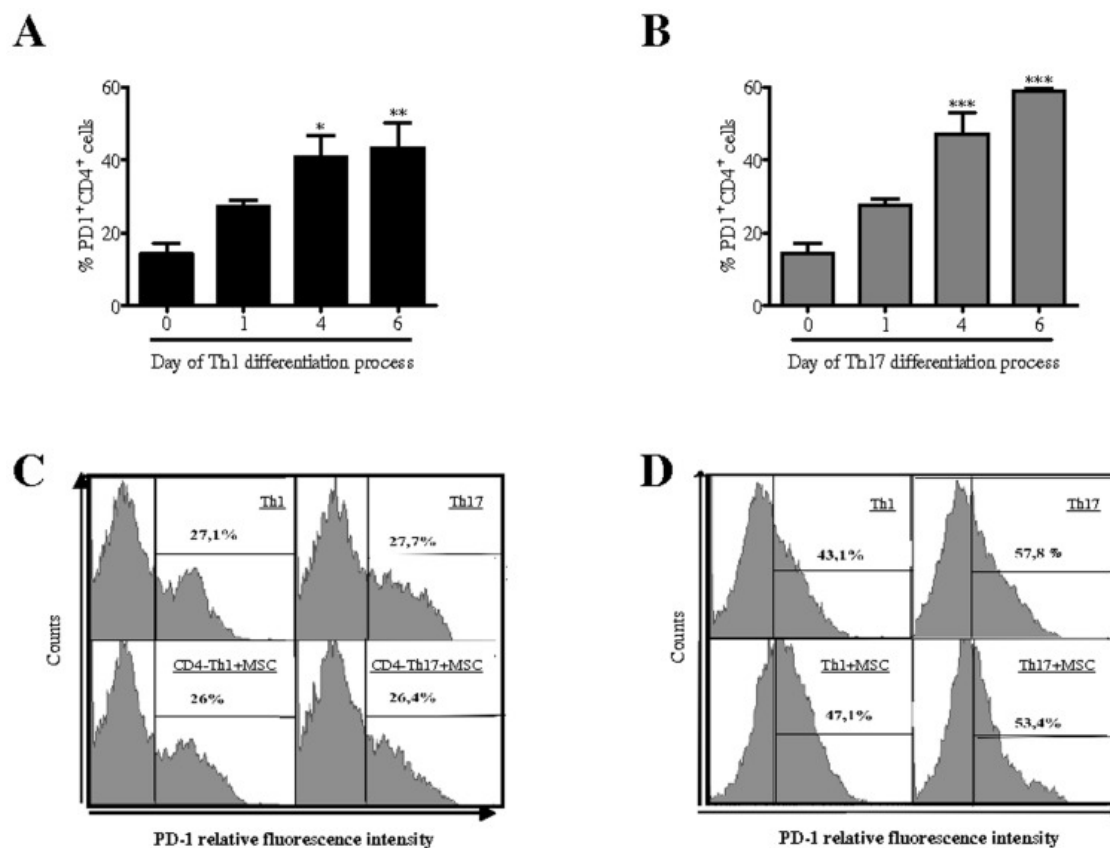 A
B
60
40
20
0
% PD1+CD4+ cells
*
**
0 1 4 6
Day of Th1 differentiation process
60
40
20
0
% PD1+CD4+ cells
***
***
0 1 4 6
Day of Th17 differentiation process
C
D
Th1
27,1%
Th17
27,7%
CD4-Th1+MSC
26%
CD4-Th17+MSC
26,4%
Counts
PD-1 relative fluorescence intensity
Th1
43,1%
Th17
57,8 %
Th1+MSC
47,1%
Th17+MSC
53,4%
Counts
PD-1 relative fluorescence intensity